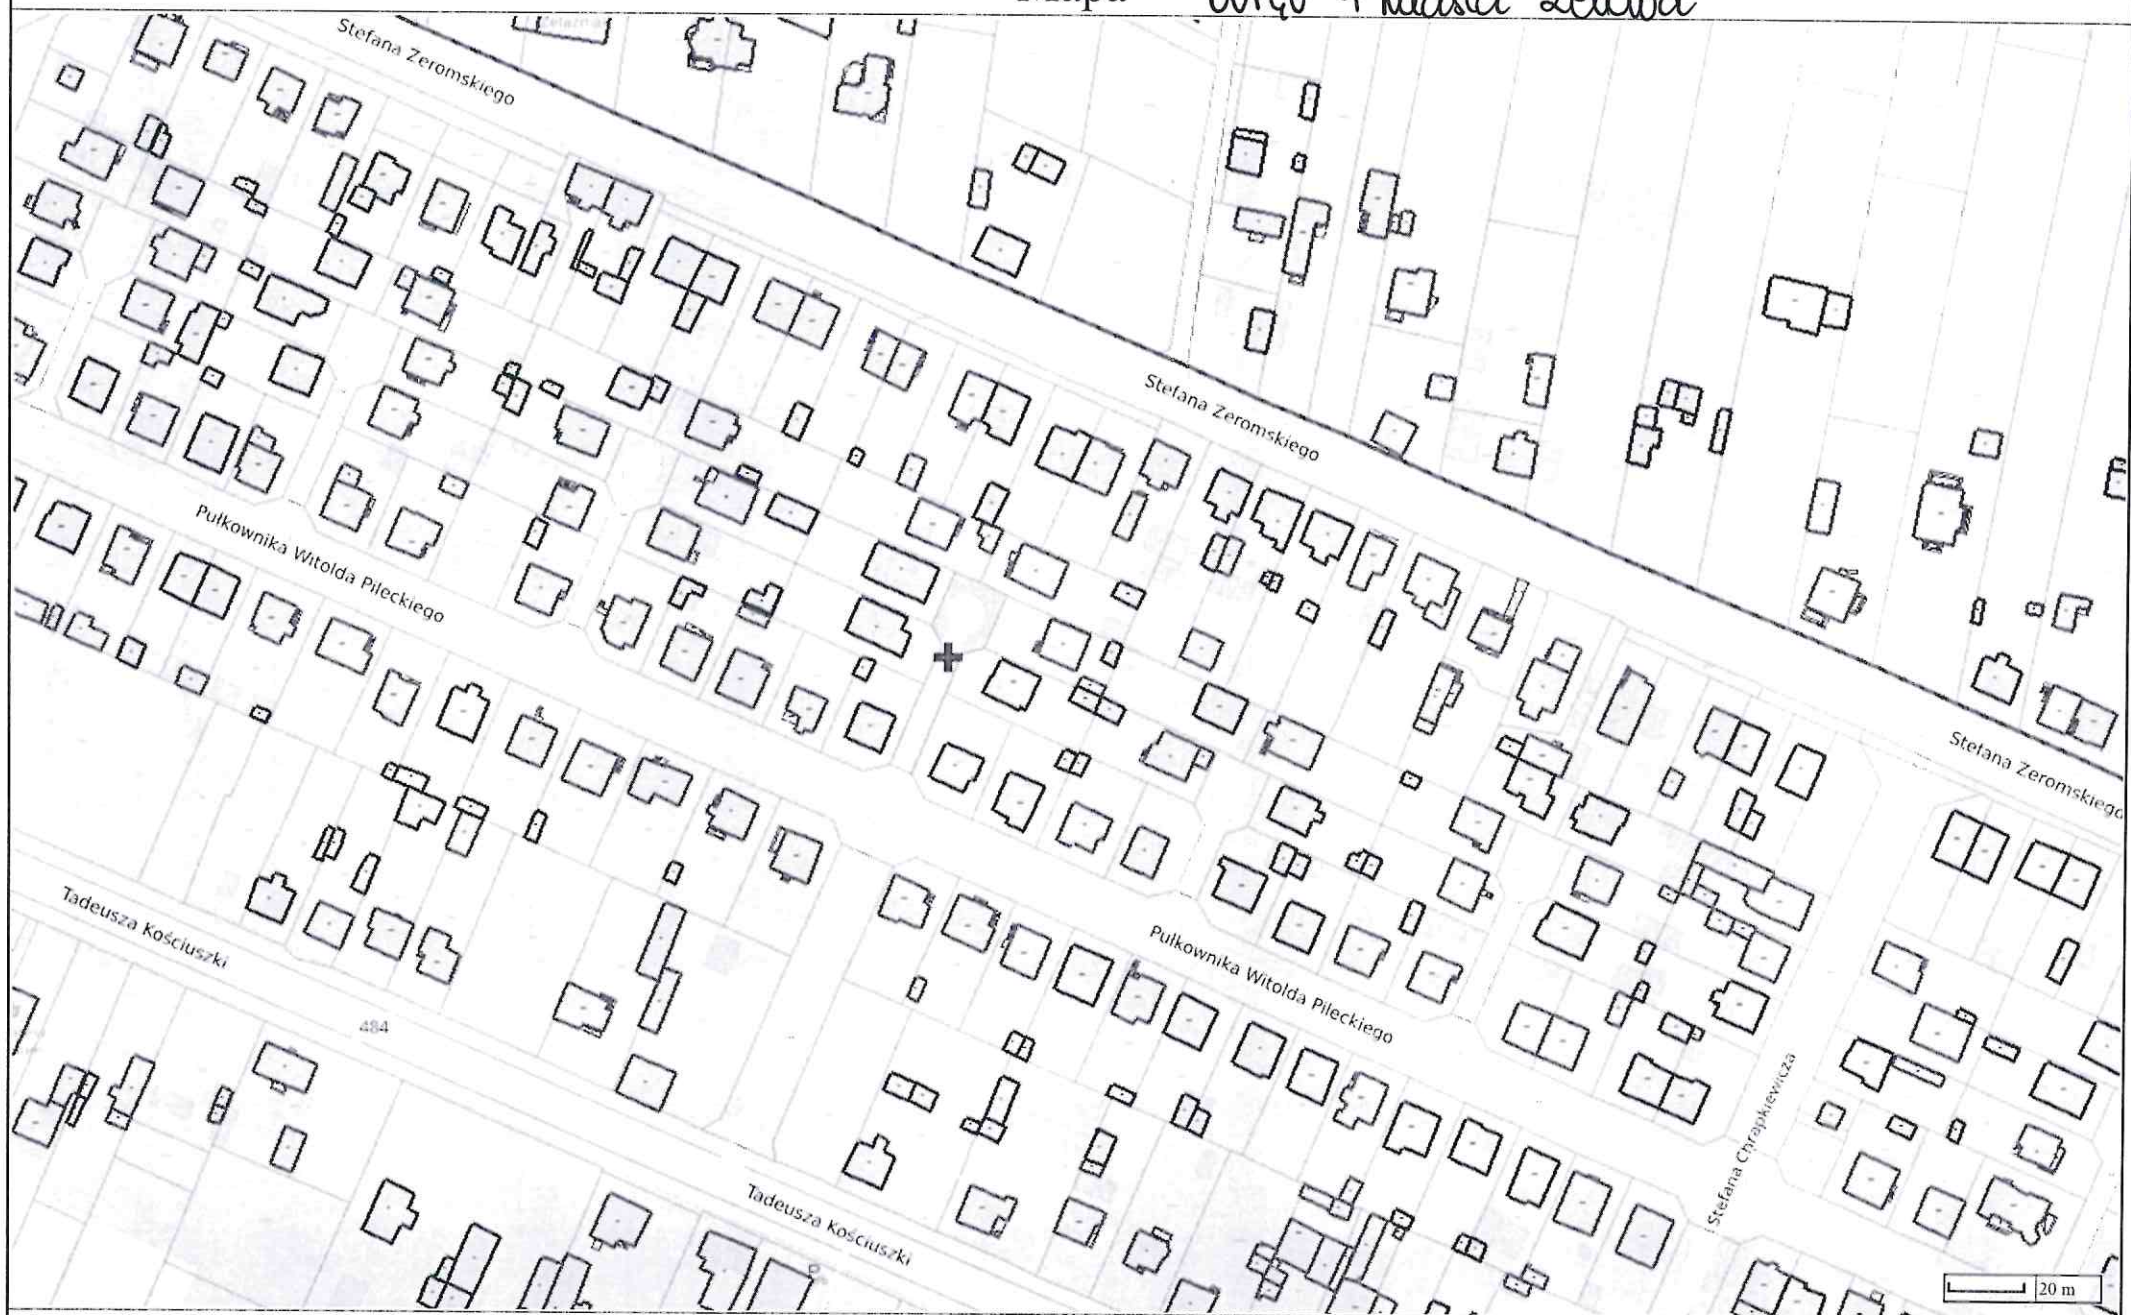 Mapa
Stefana Żeromskiego
Stefana Żeromskiego
Stefana Żeromskiego
Pułkownika Witolda Pileckiego
Tadeusza Kościuszki
Pułkownika Witolda Pileckiego
484
Stefana Chrapkiewicza
Tadeusza Kościuszki
20 m